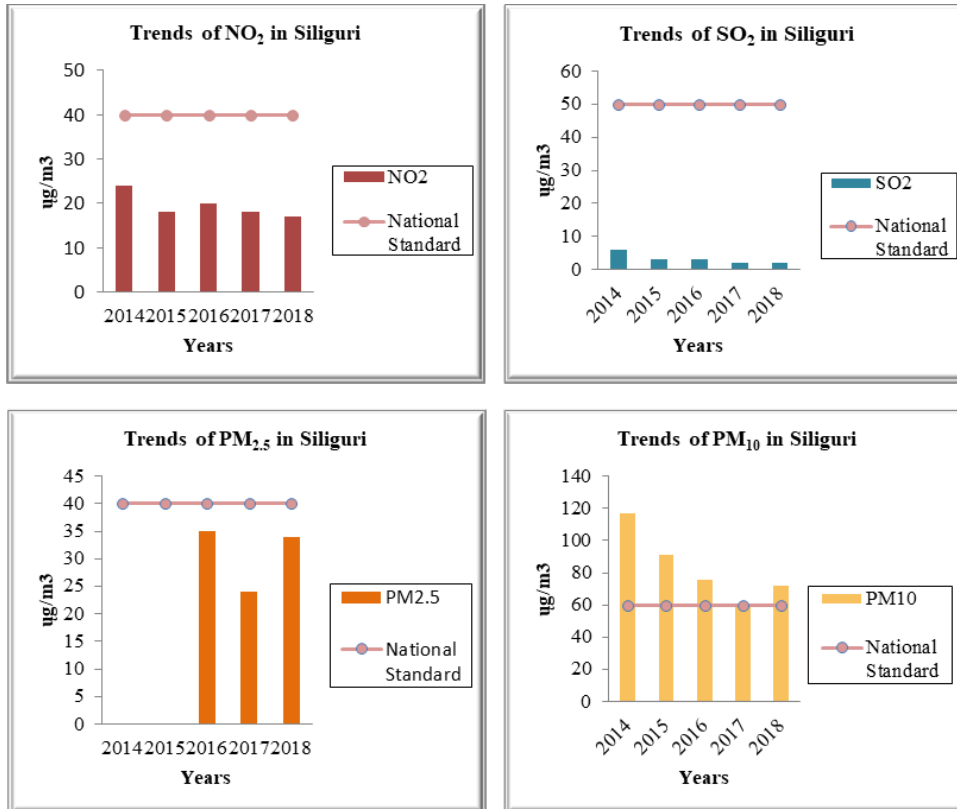 Trends of NO₂ in Siliguri
50
40
30
20
10
0
ųg/m3
2014 2015 2016 2017 2018
Years
NO2
National
Standard
Trends of SO₂ in Siliguri
60
50
40
30
20
10
0
ųg/m3
2014 2015 2016 2017 2018
Years
SO2
National
Standard
Trends of PM₂.₅ in Siliguri
45
40
35
30
25
20
15
10
5
0
ųg/m3
2014 2015 2016 2017 2018
Years
PM2.5
National
Standard
Trends of PM₁₀ in Siliguri
140
120
100
80
60
40
20
0
ųg/m3
2014 2015 2016 2017 2018
Years
PM10
National
Standard